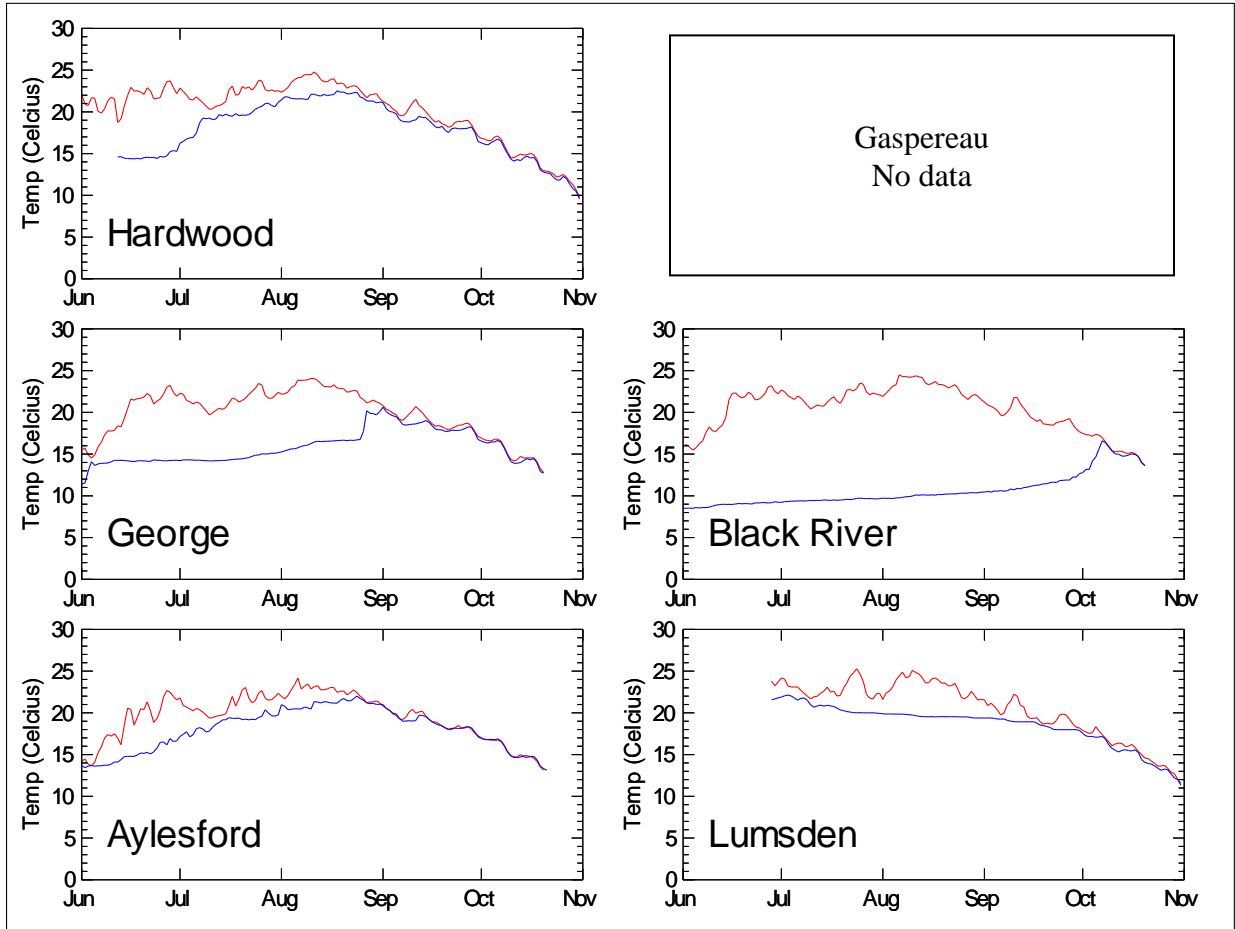 30
25
20
15
10
5
0
Temp (Celcius)
Hardwood
Jun Jul Aug Sep Oct Nov
Gaspereau
No data
30
25
20
15
10
5
0
Temp (Celcius)
George
Jun Jul Aug Sep Oct Nov
30
25
20
15
10
5
0
Temp (Celcius)
Black River
Jun Jul Aug Sep Oct Nov
30
25
20
15
10
5
0
Temp (Celcius)
Aylesford
Jun Jul Aug Sep Oct Nov
30
25
20
15
10
5
0
Temp (Celcius)
Lumsden
Jun Jul Aug Sep Oct Nov